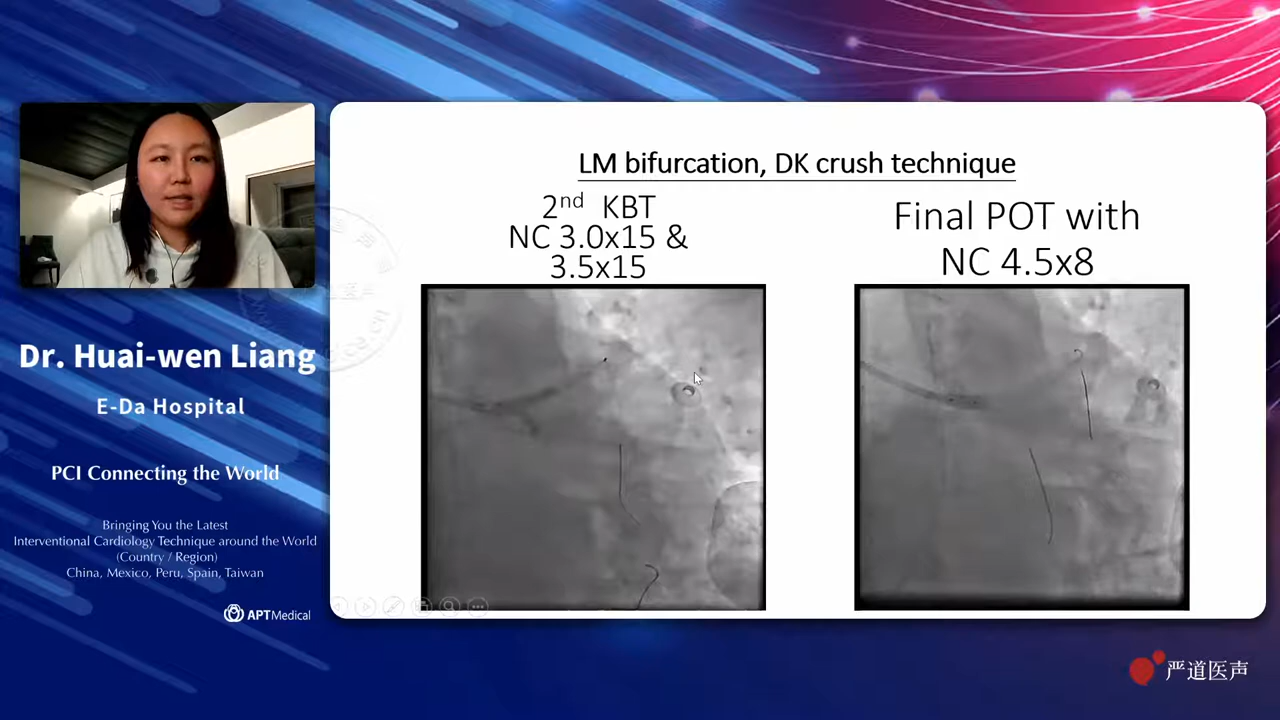 Dr. Huai-wen Liang
E-Da Hospital
PCI Connecting the World
Bringing You the Latest
Interventional Cardiology Technique around the World
(Country / Region)
China, Mexico, Peru, Spain, Taiwan
APTMedical
LM bifurcation, DK crush technique
2nd KBT
NC 3.0x15 &
3.5x15
Final POT with
NC 4.5x8
严道医声